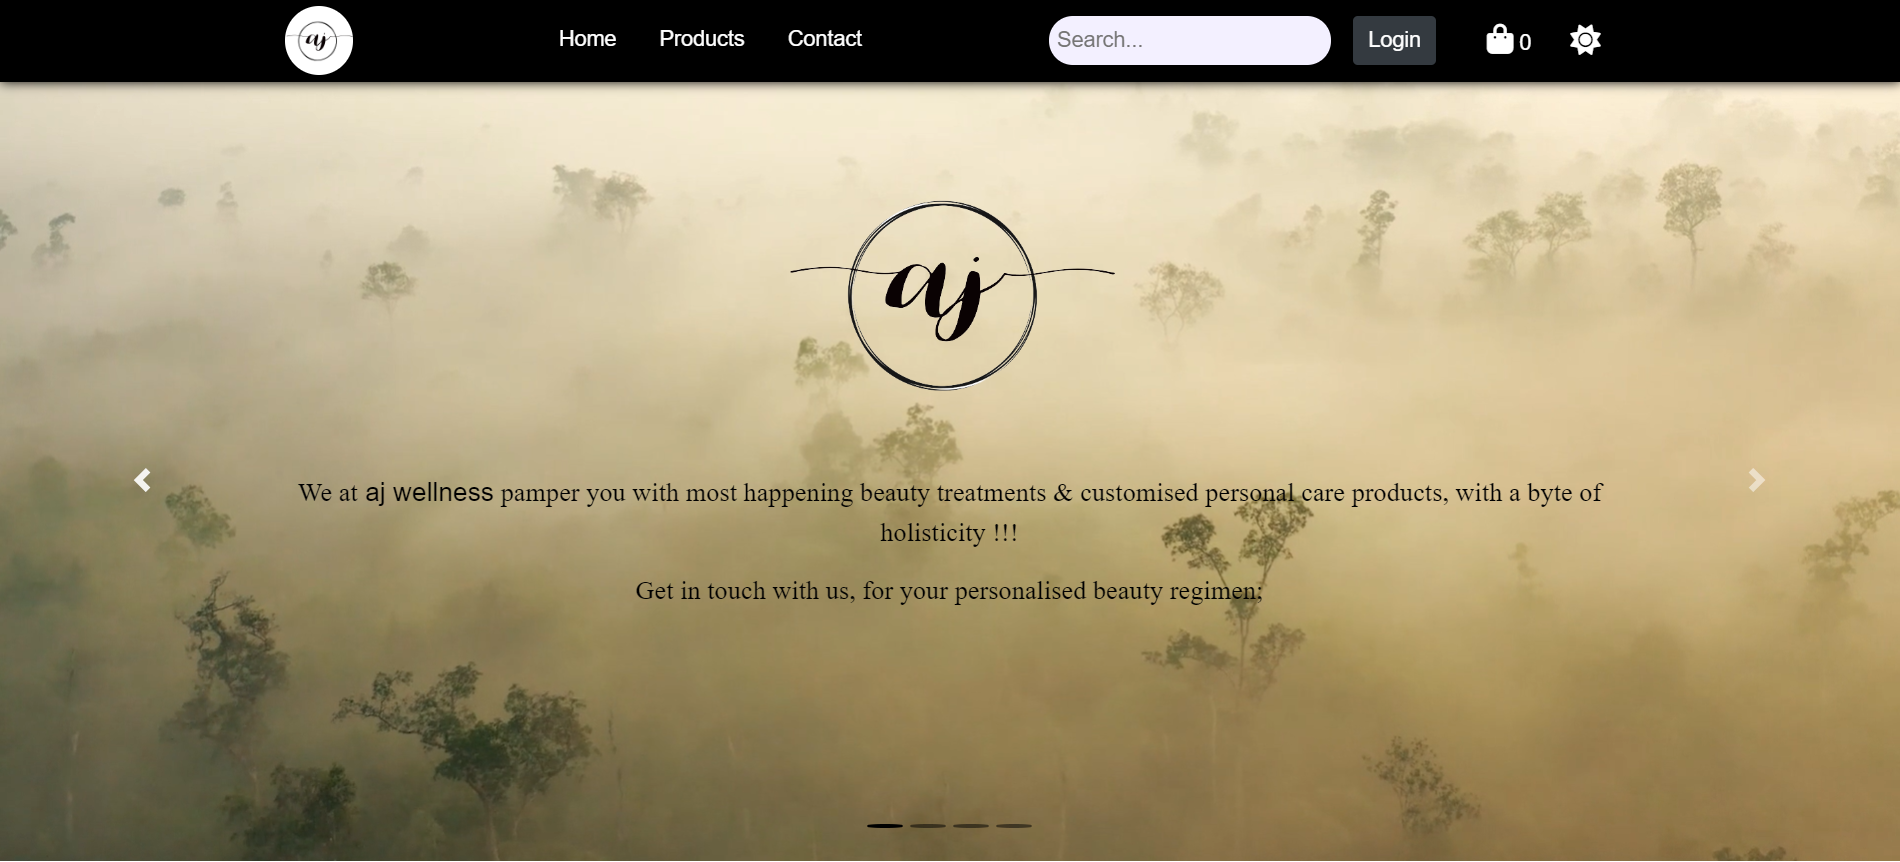 aj
Home
Products
Contact
Search...
Login
0
aj
We at aj wellness pamper you with most happening beauty treatments & customised personal care products, with a byte of
holisticity !!!
Get in touch with us, for your personalised beauty regimen;